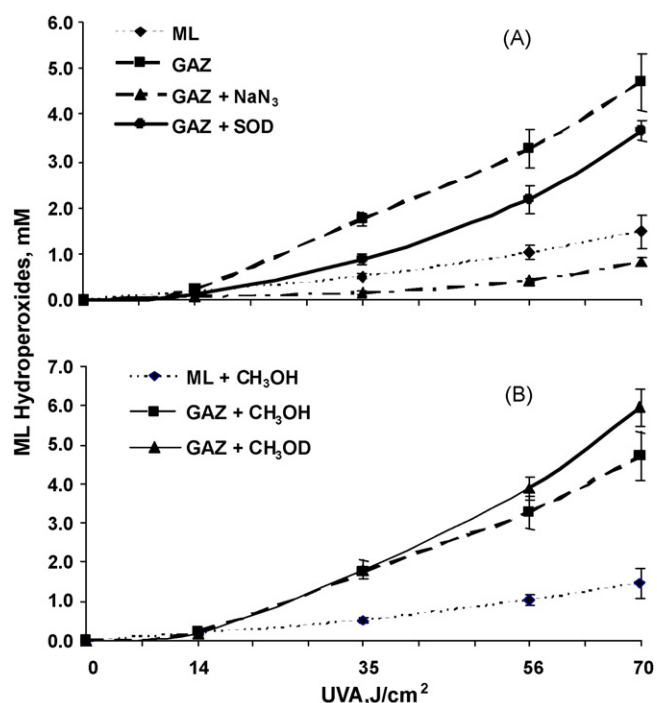 6.0
5.0
4.0
3.0
2.0
1.0
0.0
ML
GAZ
GAZ + NaN₃
GAZ + SOD
(A)
ML Hydroperoxides, mM
7.0
6.0
5.0
4.0
3.0
2.0
1.0
0.0
ML + CH₃OH
GAZ + CH₃OH
GAZ + CH₃OD
(B)
0 14 35 56 70
UVA,J/cm²